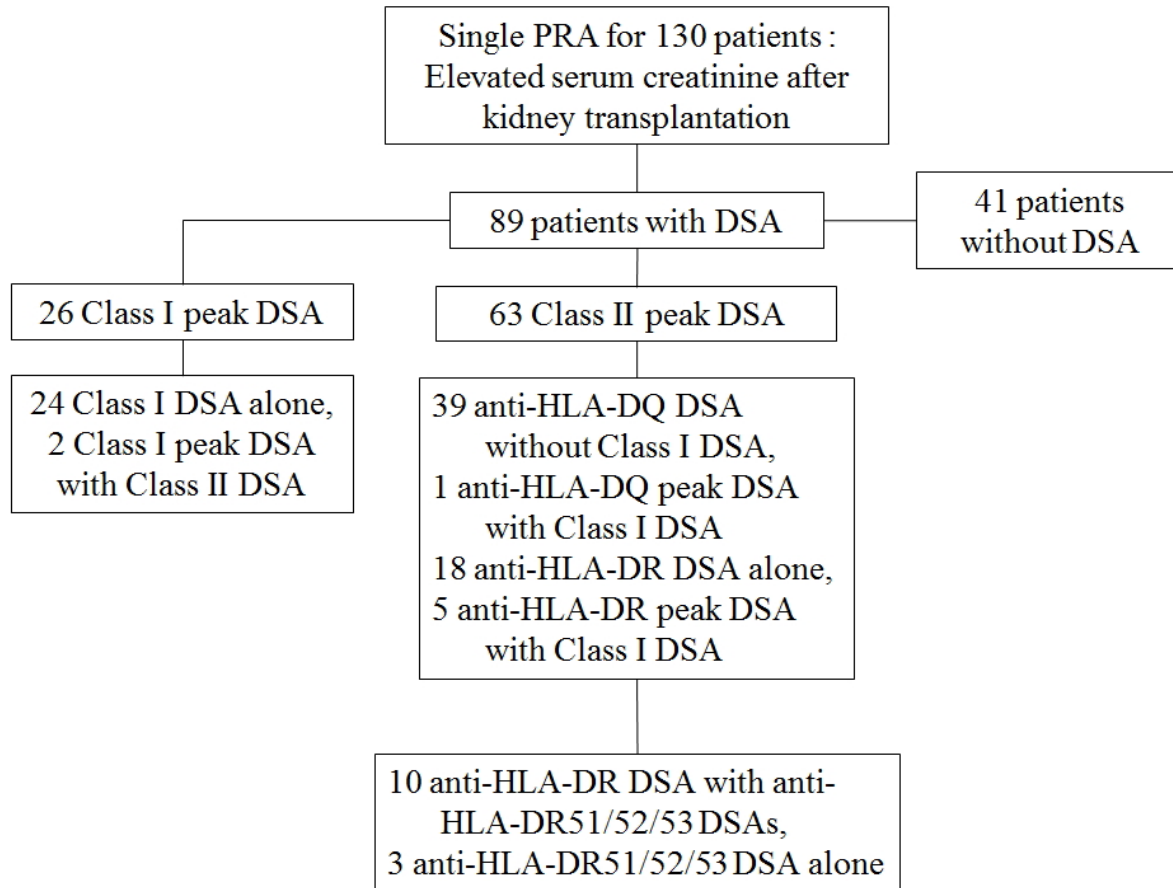 Single PRA for 130 patients :
Elevated serum creatinine after
kidney transplantation
89 patients with DSA
41 patients
without DSA
26 Class I peak DSA
63 Class II peak DSA
24 Class I DSA alone,
2 Class I peak DSA
with Class II DSA
39 anti-HLA-DQ DSA
without Class I DSA,
1 anti-HLA-DQ peak DSA
with Class I DSA
18 anti-HLA-DR DSA alone,
5 anti-HLA-DR peak DSA
with Class I DSA
10 anti-HLA-DR DSA with anti-
HLA-DR51/52/53 DSAs,
3 anti-HLA-DR51/52/53 DSA alone